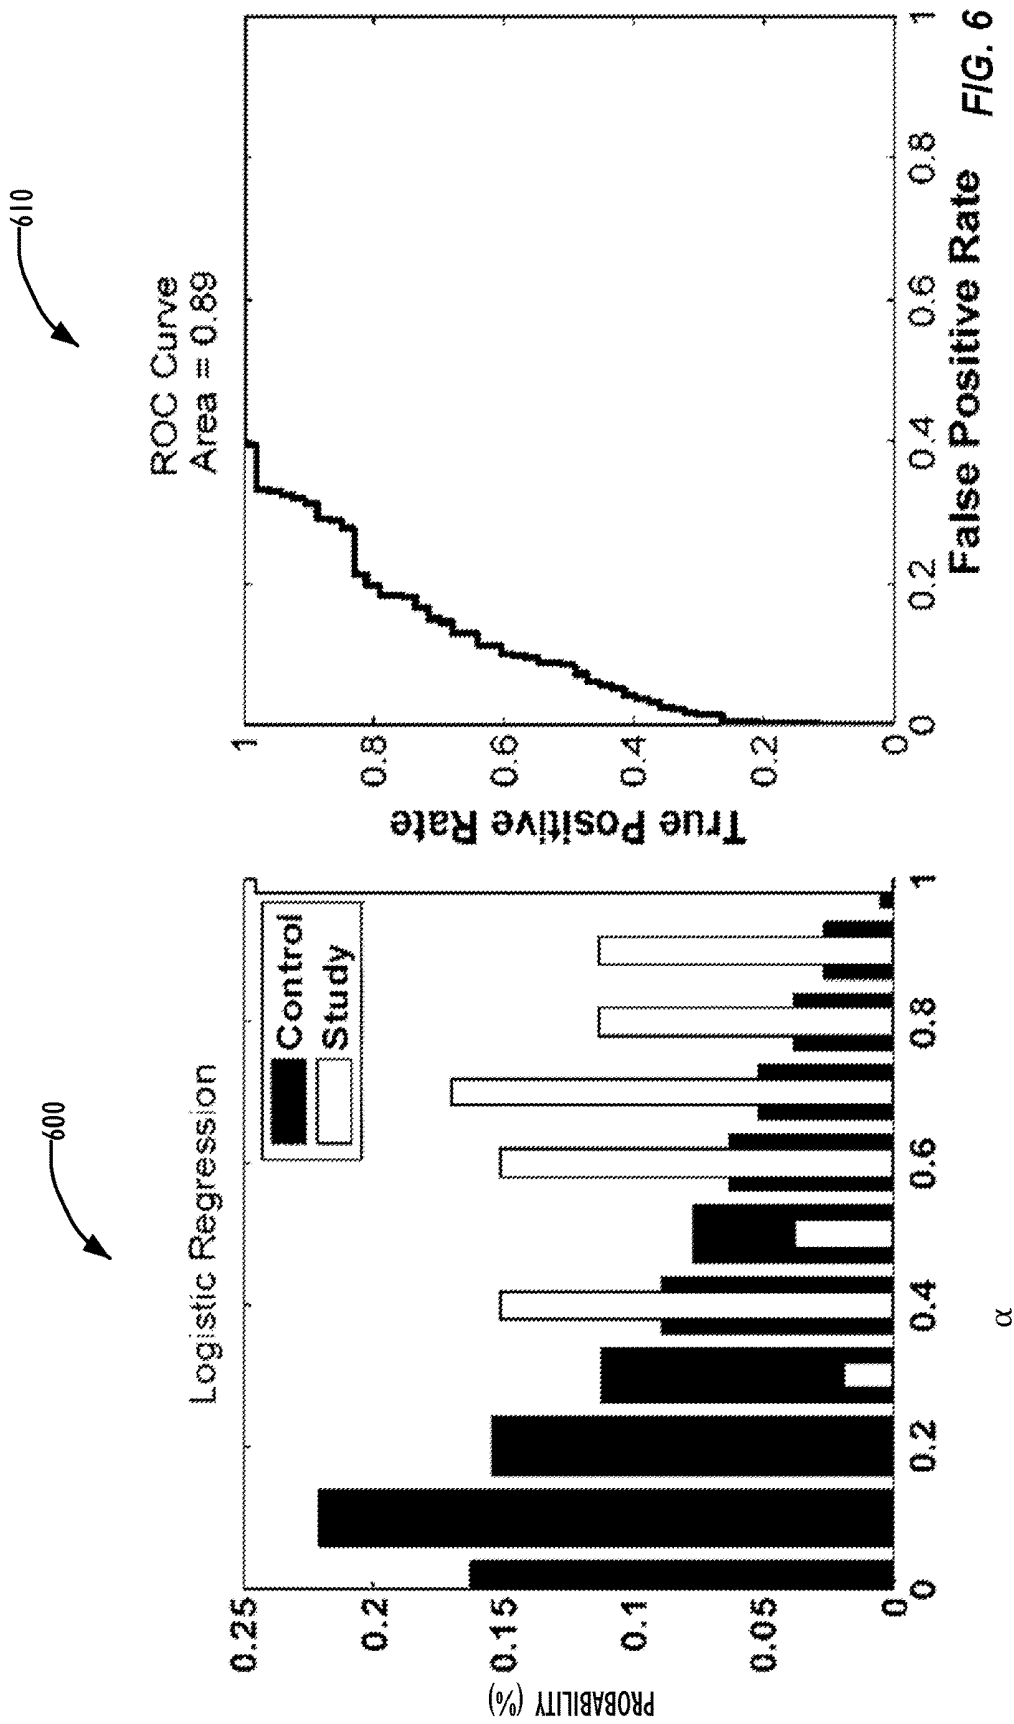 600
Logistic Regression
Control
Study
PROBABILITY (%)
0.25
0.2
0.15
0.1
0.05
0
0
0.2
0.4
0.6
0.8
1
α
610
ROC Curve
Area = 0.89
True Positive Rate
1
0.8
0.6
0.4
0.2
0
0
0.2
0.4
0.6
0.8
1
False Positive Rate
FIG. 6